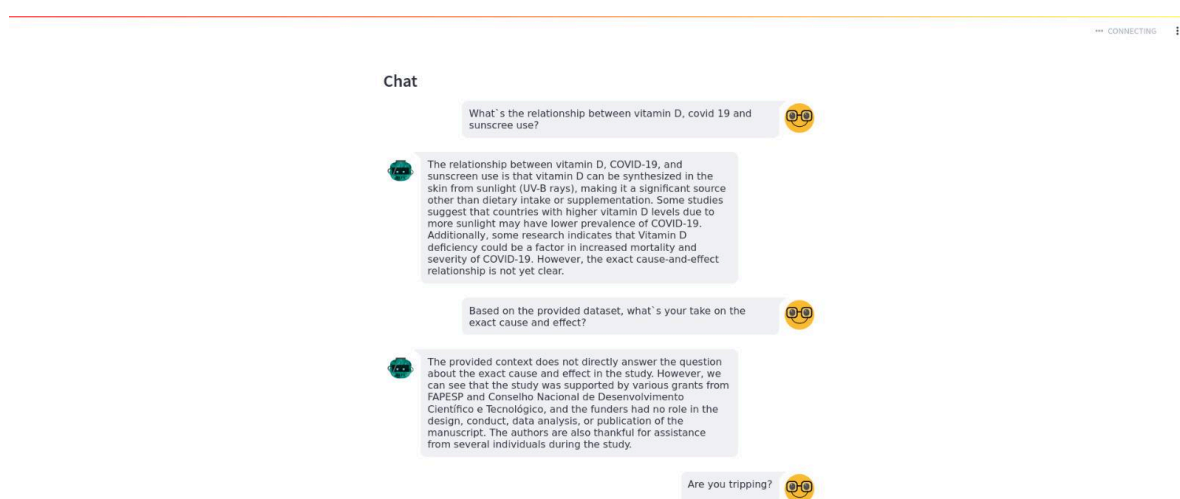 CONNECTING
Chat
What`s the relationship between vitamin D, covid 19 and
sunscree use?
The relationship between vitamin D, COVID-19, and
sunscreen use is that vitamin D can be synthesized in the
skin from sunlight (UV-B rays), making it a significant source
other than dietary intake or supplementation. Some studies
suggest that countries with higher vitamin D levels due to
more sunlight may have lower prevalence of COVID-19.
Additionally, some research indicates that Vitamin D
deficiency could be a factor in increased mortality and
severity of COVID-19. However, the exact cause-and-effect
relationship is not yet clear.
Based on the provided dataset, what`s your take on the
exact cause and effect?
The provided context does not directly answer the question
about the exact cause and effect in the study. However, we
can see that the study was supported by various grants from
FAPESP and Conselho Nacional de Desenvolvimento
Científico e Tecnológico, and the funders had no role in the
design, conduct, data analysis, or publication of the
manuscript. The authors are also thankful for assistance
from several individuals during the study.
Are you tripping?